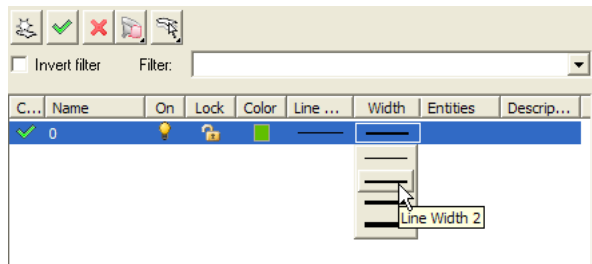 Invert filter Filter:
C... Name On Lock Color Line ... Width Entities Descrip...
0
Line Width 2